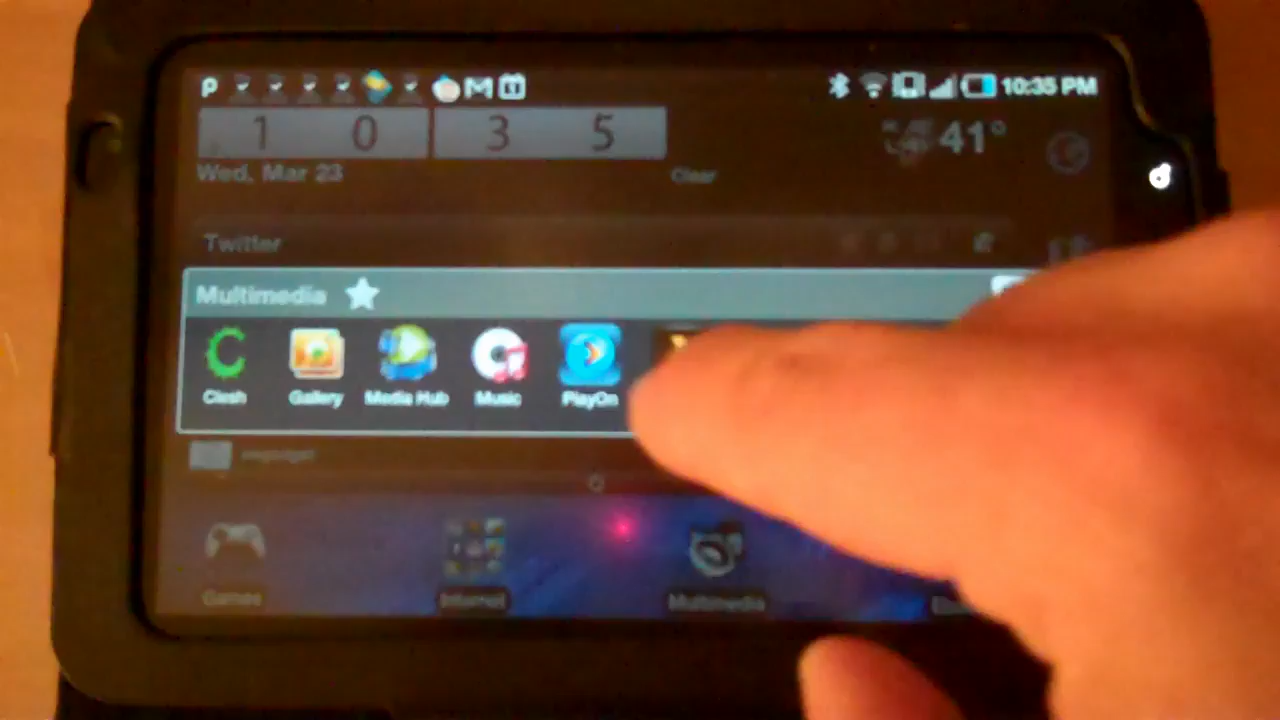 P 10:35 PM
1 0 3 5
41°
Wed, Mar 23
Clear
Twitter
Multimedia
Clesh Gallery Media Hub Music PlayOn
Games Internet Multimedia